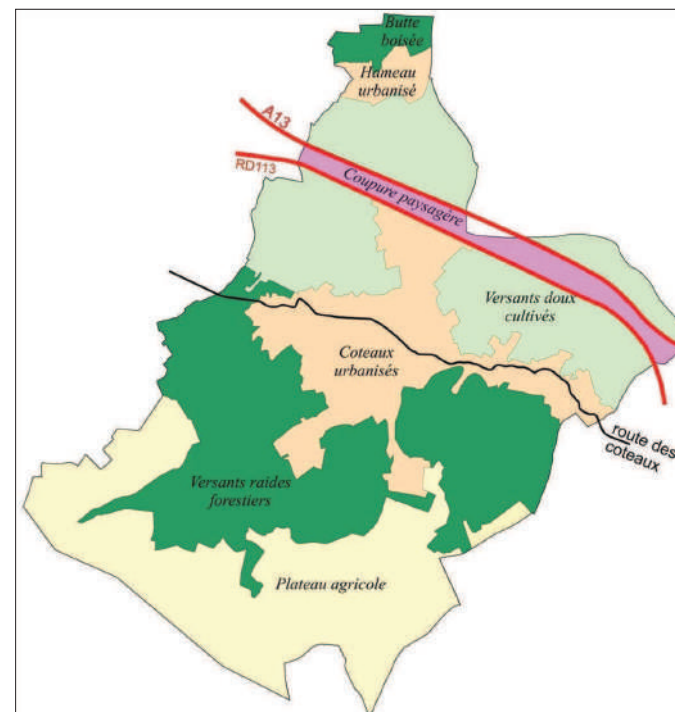 Butte
boisée
Hameau
urbanisé
A13
RD113
Coupure paysagère
Versants doux
cultivés
Coteaux
urbanisés
route des
coteaux
Versants raides
forestiers
Plateau agricole